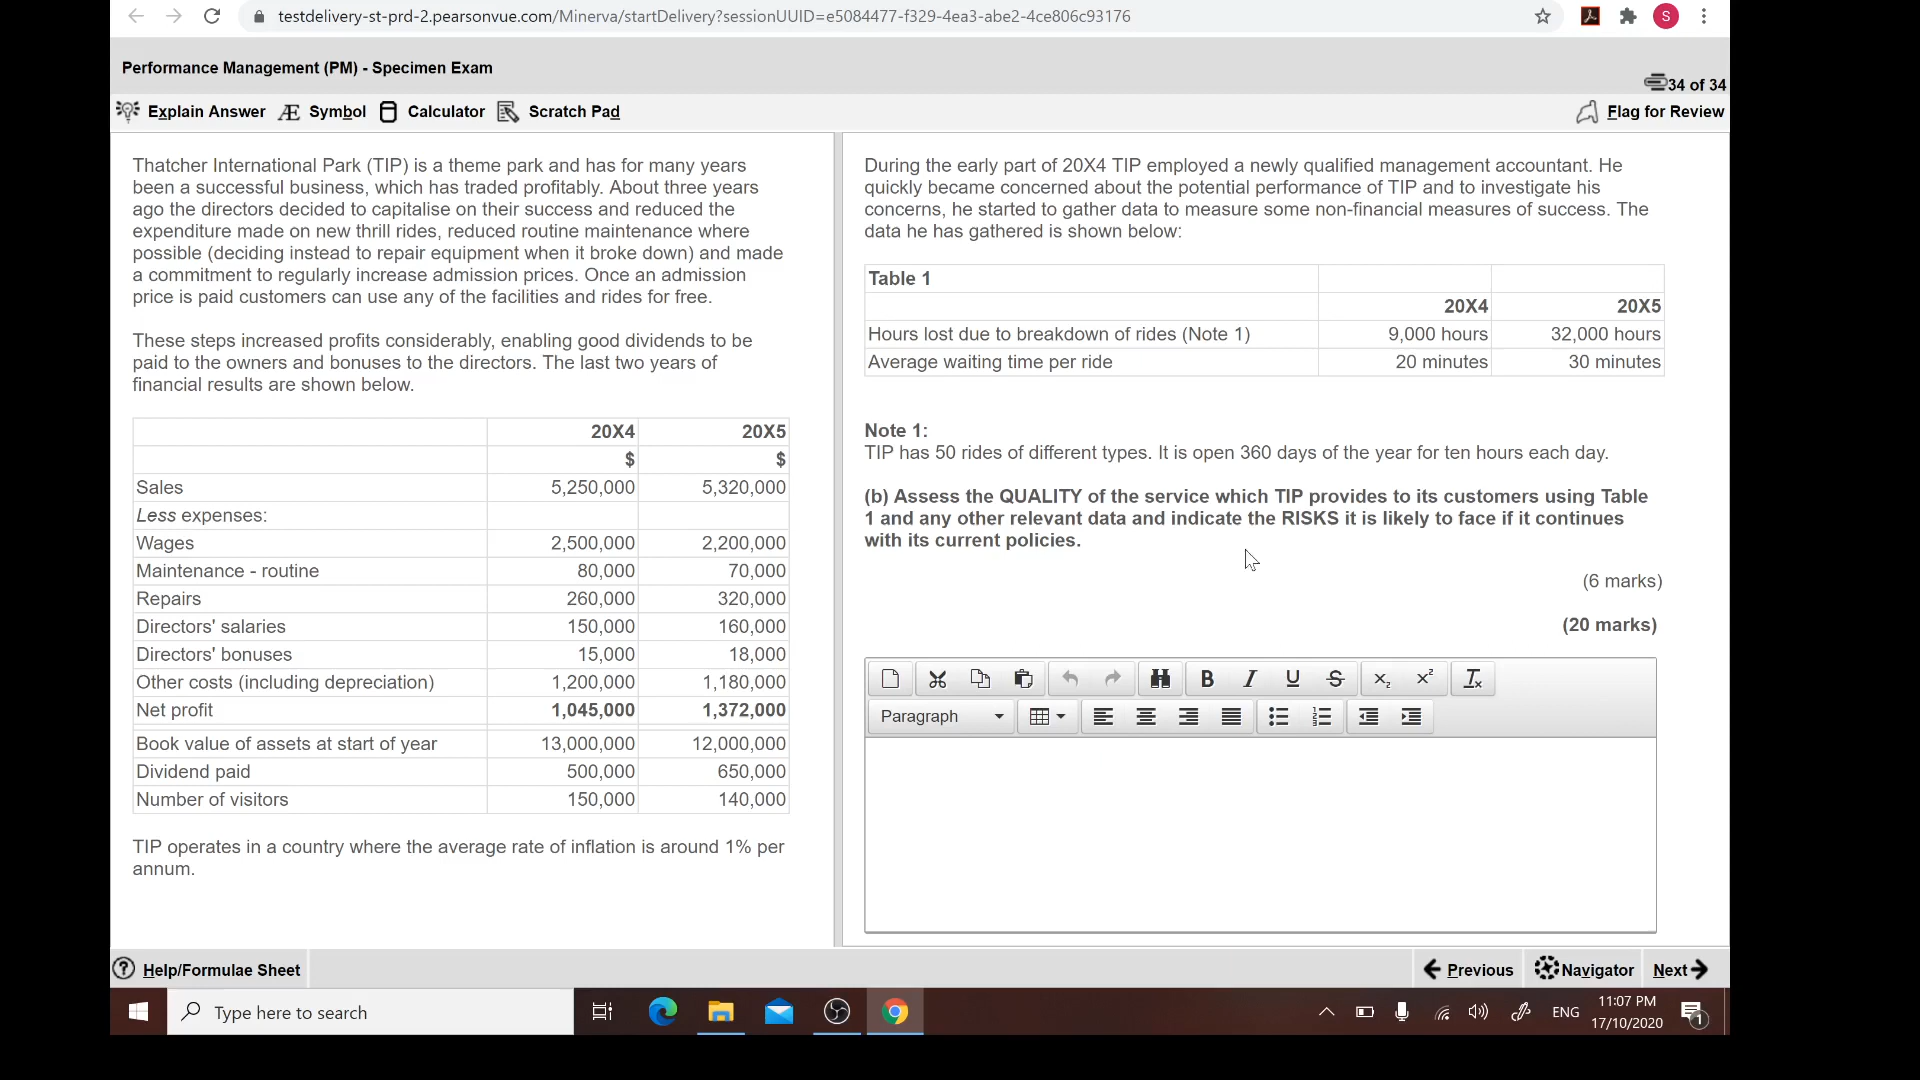 testdelivery-st-prd-2.pearsonvue.com/Minerva/startDelivery?sessionUUID=e5084477-f329-4ea3-abe2-4ce806c93176
S
Performance Management (PM) - Specimen Exam
34 of 34
Explain Answer Æ Symbol Calculator Scratch Pad
Flag for Review
Thatcher International Park (TIP) is a theme park and has for many years
been a successful business, which has traded profitably. About three years
ago the directors decided to capitalise on their success and reduced the
expenditure made on new thrill rides, reduced routine maintenance where
possible (deciding instead to repair equipment when it broke down) and made
a commitment to regularly increase admission prices. Once an admission
price is paid customers can use any of the facilities and rides for free.
These steps increased profits considerably, enabling good dividends to be
paid to the owners and bonuses to the directors. The last two years of
financial results are shown below.
20X4 20X5
$ $
Sales 5,250,000 5,320,000
Less expenses:
Wages 2,500,000 2,200,000
Maintenance - routine 80,000 70,000
Repairs 260,000 320,000
Directors' salaries 150,000 160,000
Directors' bonuses 15,000 18,000
Other costs (including depreciation) 1,200,000 1,180,000
Net profit 1,045,000 1,372,000
Book value of assets at start of year 13,000,000 12,000,000
Dividend paid 500,000 650,000
Number of visitors 150,000 140,000
TIP operates in a country where the average rate of inflation is around 1% per
annum.
During the early part of 20X4 TIP employed a newly qualified management accountant. He
quickly became concerned about the potential performance of TIP and to investigate his
concerns, he started to gather data to measure some non-financial measures of success. The
data he has gathered is shown below:
Table 1
20X4 20X5
Hours lost due to breakdown of rides (Note 1) 9,000 hours 32,000 hours
Average waiting time per ride 20 minutes 30 minutes
Note 1:
TIP has 50 rides of different types. It is open 360 days of the year for ten hours each day.
(b) Assess the QUALITY of the service which TIP provides to its customers using Table
1 and any other relevant data and indicate the RISKS it is likely to face if it continues
with its current policies.
(6 marks)
(20 marks)
B I U S x₂ x² Tx
Paragraph
Help/Formulae Sheet
Previous Navigator Next
Type here to search
ENG
11:07 PM
17/10/2020
1